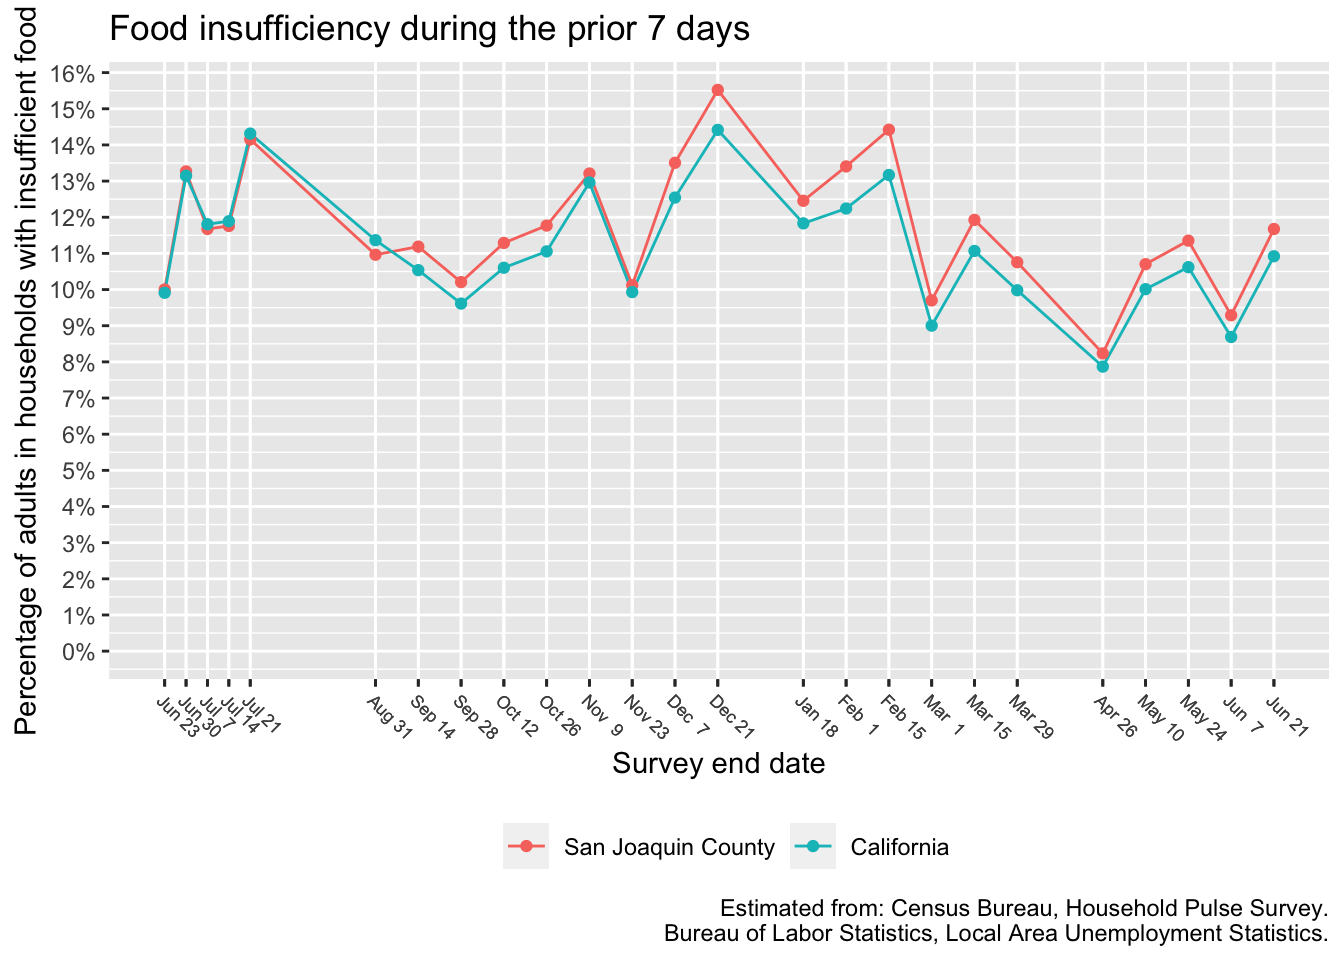 Food insufficiency during the prior 7 days
Percentage of adults in households with insufficient food
16%
15%
14%
13%
12%
11%
10%
9%
8%
7%
6%
5%
4%
3%
2%
1%
0%
Jun 23
Jun 30
Jul 7
Jul 14
Jul 21
Aug 31
Sep 14
Sep 28
Oct 12
Oct 26
Nov 9
Nov 23
Dec 7
Dec 21
Jan 18
Feb 1
Feb 15
Mar 1
Mar 15
Mar 29
Apr 26
May 10
May 24
Jun 7
Jun 21
Survey end date
San Joaquin County
California
Estimated from: Census Bureau, Household Pulse Survey.
Bureau of Labor Statistics, Local Area Unemployment Statistics.